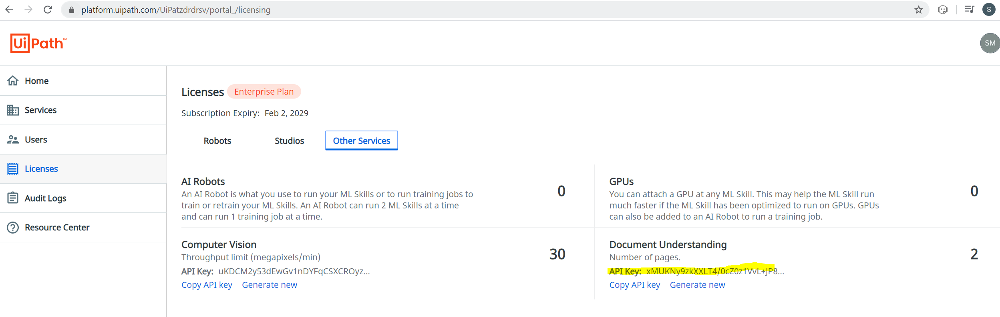 platform.uipath.com/UiPatzdrdrsv/portal_/licensing
S
UiPath™
SM
Home
Services
Users
Licenses
Audit Logs
Resource Center
Licenses Enterprise Plan
Subscription Expiry: Feb 2, 2029
Robots Studios Other Services
AI Robots
An AI Robot is what you use to run your ML Skills or to run training jobs to
train or retrain your ML Skills. An AI Robot can run 2 ML Skills at a time
and can run 1 training job at a time.
0
GPUs
You can attach a GPU at any ML Skill. This may help the ML Skill run
much faster if the ML Skill has been optimized to run on GPUs. GPUs
can also be added to an AI Robot to run a training job.
0
Computer Vision
Throughput limit (megapixels/min)
30
API Key: uKDCM2y53dEwGv1nDYFqCSXCROyz...
Copy API key Generate new
Document Understanding
Number of pages.
2
API Key: xMUKNy9zkXXLT4/0cZ0z1VvL+JP8...
Copy API key Generate new